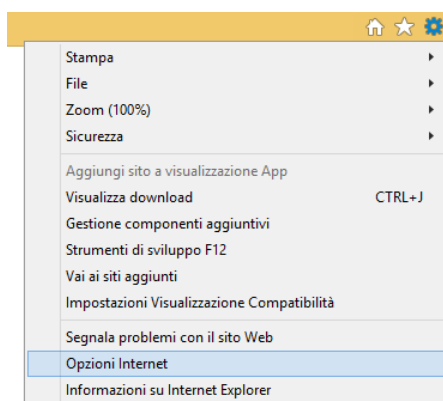 Stampa
File
Zoom (100%)
Sicurezza
Aggiungi sito a visualizzazione App
Visualizza download CTRL+J
Gestione componenti aggiuntivi
Strumenti di sviluppo F12
Vai ai siti aggiunti
Impostazioni Visualizzazione Compatibilità
Segnala problemi con il sito Web
Opzioni Internet
Informazioni su Internet Explorer